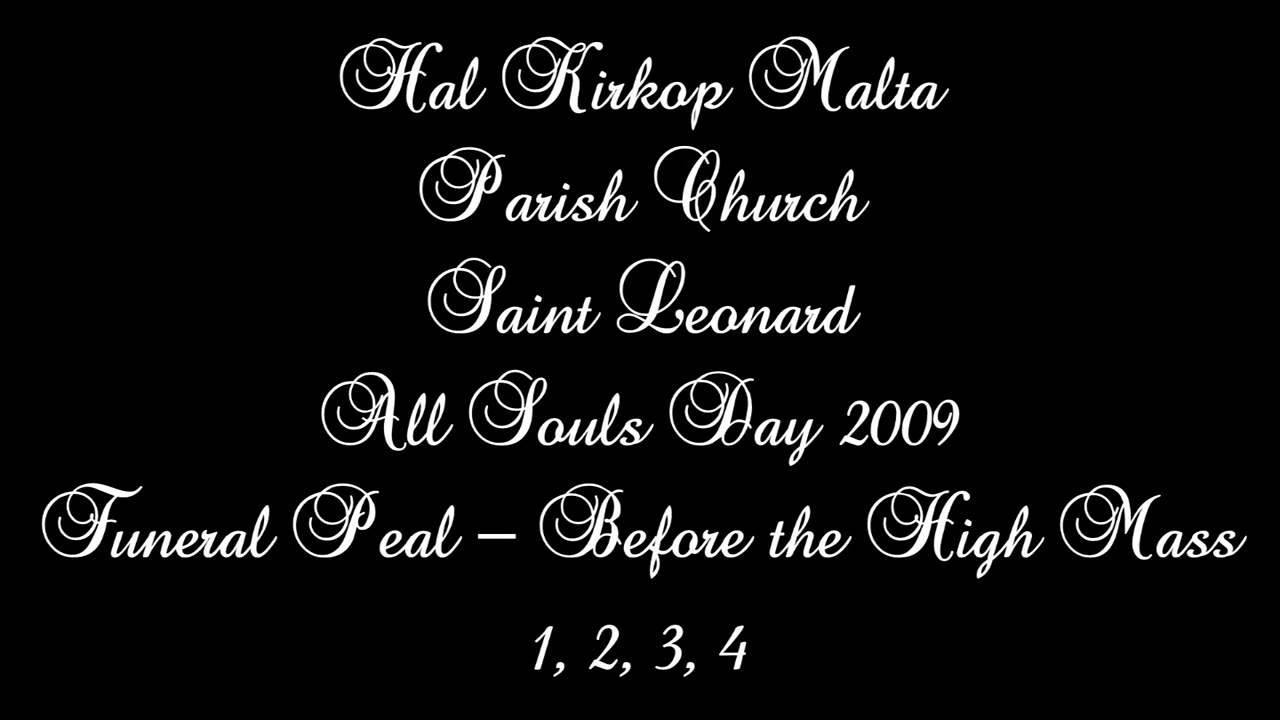 Hal Kirkop Malta
Parish Church
Saint Leonard
All Souls Day 2009
Funeral Peal – Before the High Mass
1, 2, 3, 4